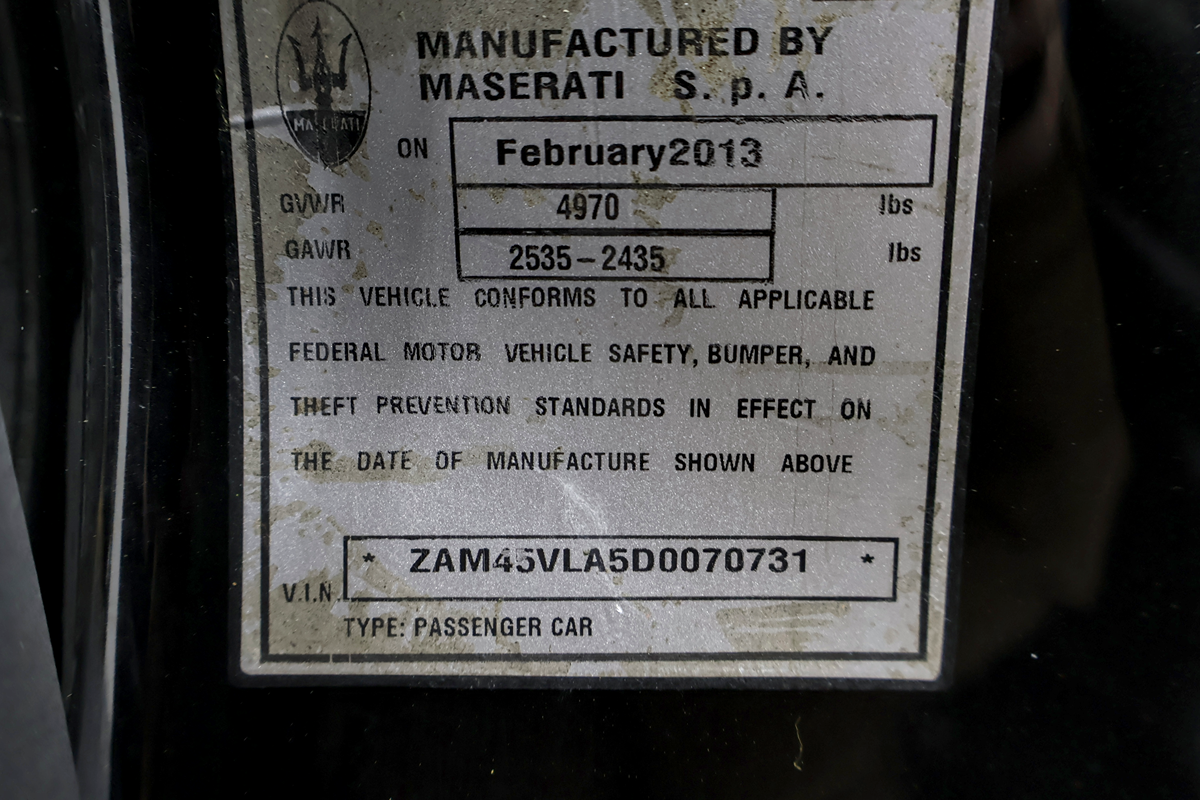 MANUFACTURED BY
MASERATI S. p. A.
MASERATI
ON February2013
GVWR 4970 lbs
GAWR 2535-2435 lbs
THIS VEHICLE CONFORMS TO ALL APPLICABLE
FEDERAL MOTOR VEHICLE SAFETY, BUMPER, AND
THEFT PREVENTION STANDARDS IN EFFECT ON
THE DATE OF MANUFACTURE SHOWN ABOVE
V.I.N. * ZAM45VLA5D0070731 *
TYPE: PASSENGER CAR